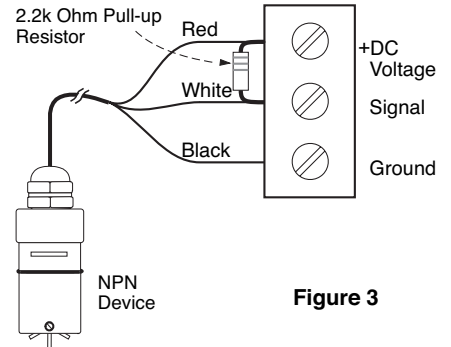 2.2k Ohm Pull-up
Resistor
Red
+DC
Voltage
White
Signal
Black
Ground
NPN
Device
Figure 3